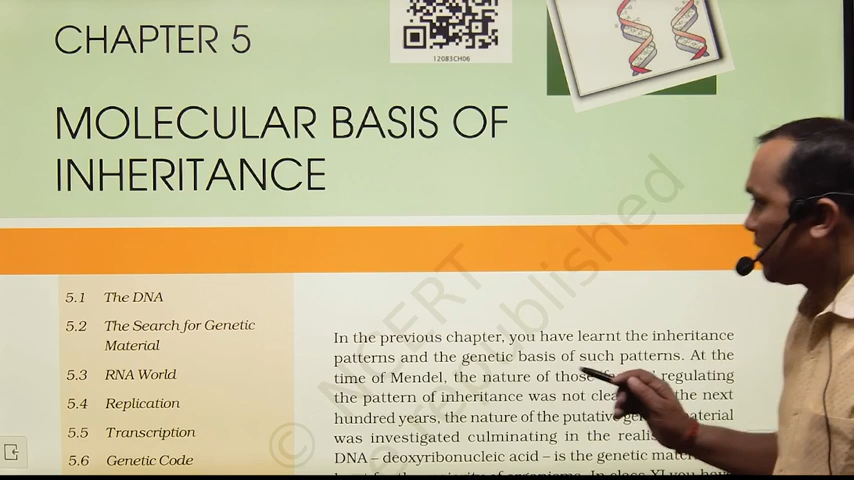 CHAPTER 5
12083CH06
MOLECULAR BASIS OF
INHERITANCE
5.1 The DNA
5.2 The Search for Genetic
Material
5.3 RNA World
5.4 Replication
5.5 Transcription
5.6 Genetic Code
In the previous chapter, you have learnt the inheritance
patterns and the genetic basis of such patterns. At the
time of Mendel, the nature of those regulating
the pattern of inheritance was not the next
hundred years, the nature of the putative
was investigated culminating in the
DNA – deoxyribonucleic acid – is the genetic
© NCERT
republished